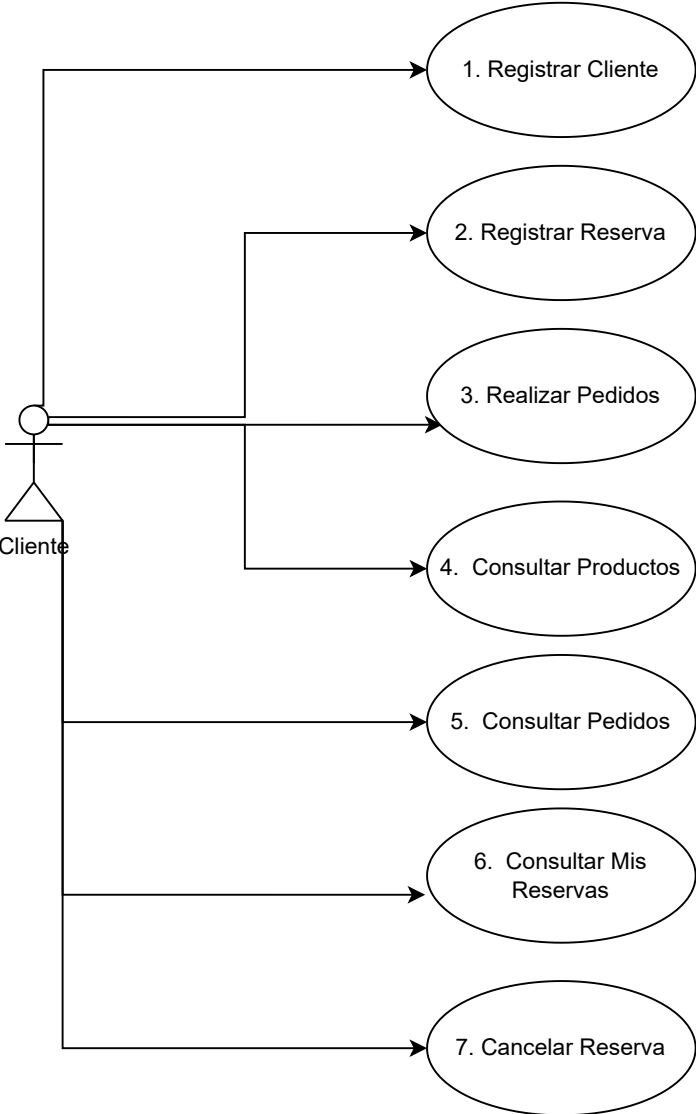 1. Registrar Cliente
2. Registrar Reserva
3. Realizar Pedidos
Cliente
4.  Consultar Productos
5.  Consultar Pedidos
6.  Consultar Mis
Reservas
7. Cancelar Reserva